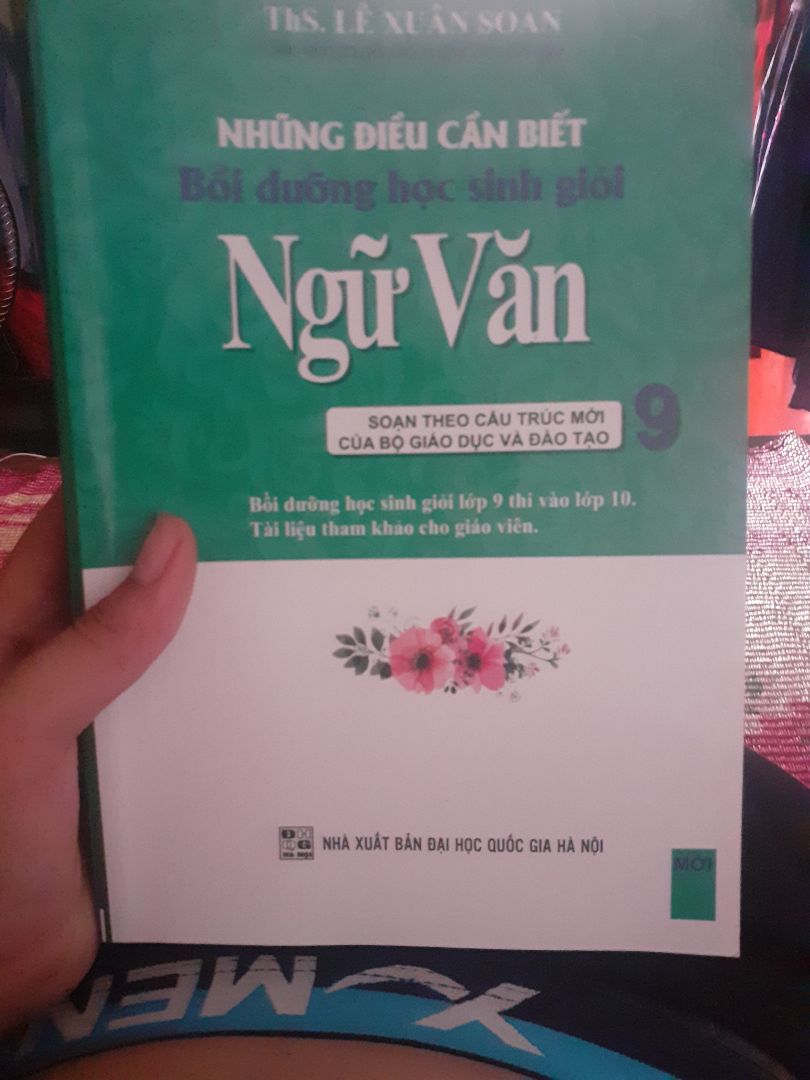 ThS. LÊ XUÂN SOAN
NHỮNG ĐIỀU CẦN BIẾT
Bồi dưỡng học sinh giỏi
Ngữ Văn
9
SOẠN THEO CẤU TRÚC MỚI
CỦA BỘ GIÁO DỤC VÀ ĐÀO TẠO
Bồi dưỡng học sinh giỏi lớp 9 thi vào lớp 10.
Tài liệu tham khảo cho giáo viên.
NHÀ XUẤT BẢN ĐẠI HỌC QUỐC GIA HÀ NỘI
MỚI
X MEN